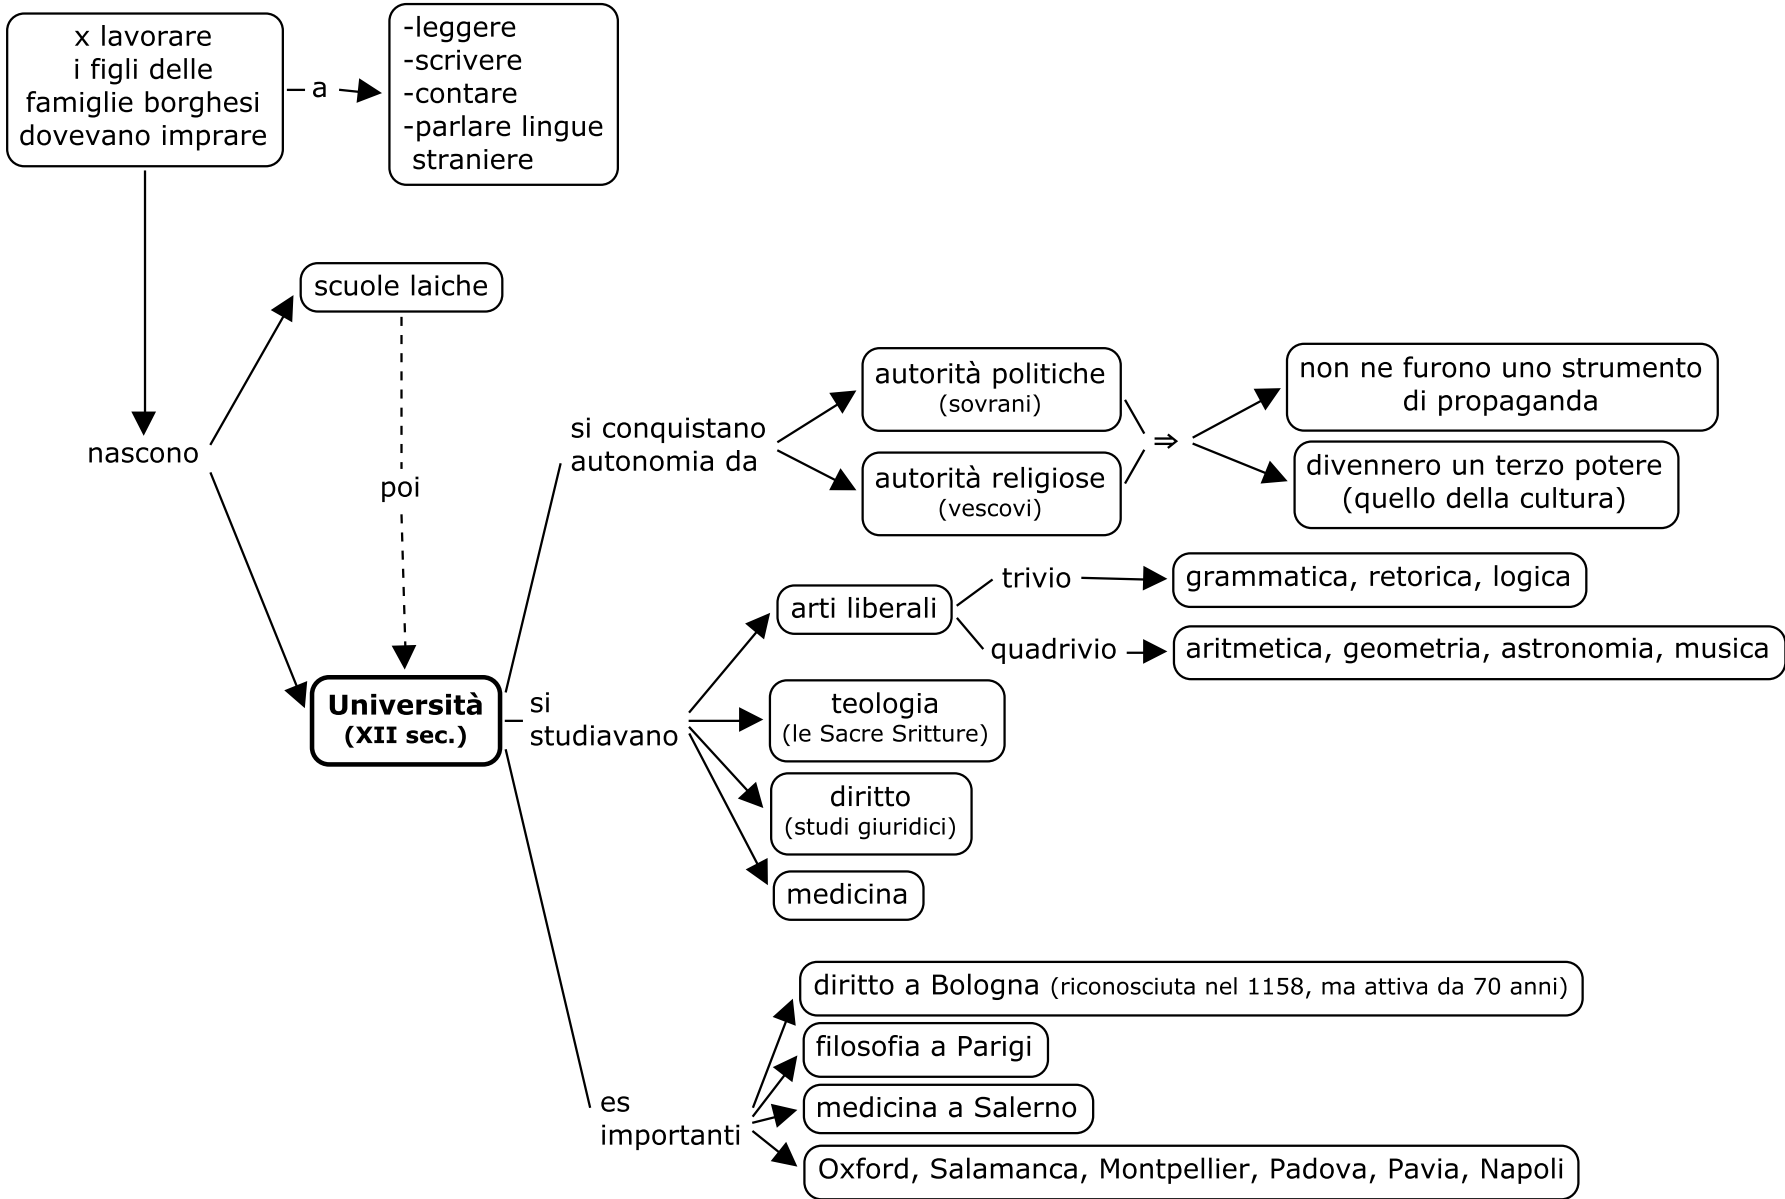 x lavorare
i figli delle
famiglie borghesi
dovevano imprare
a
-leggere
-scrivere
-contare
-parlare lingue
straniere
nascono
scuole laiche
poi
Università
(XII sec.)
si conquistano
autonomia da
autorità politiche
(sovrani)
autorità religiose
(vescovi)
⇒
non ne furono uno strumento
di propaganda
divennero un terzo potere
(quello della cultura)
si
studiavano
arti liberali
trivio
grammatica, retorica, logica
quadrivio
aritmetica, geometria, astronomia, musica
teologia
(le Sacre Sritture)
diritto
(studi giuridici)
medicina
es
importanti
diritto a Bologna (riconosciuta nel 1158, ma attiva da 70 anni)
filosofia a Parigi
medicina a Salerno
Oxford, Salamanca, Montpellier, Padova, Pavia, Napoli